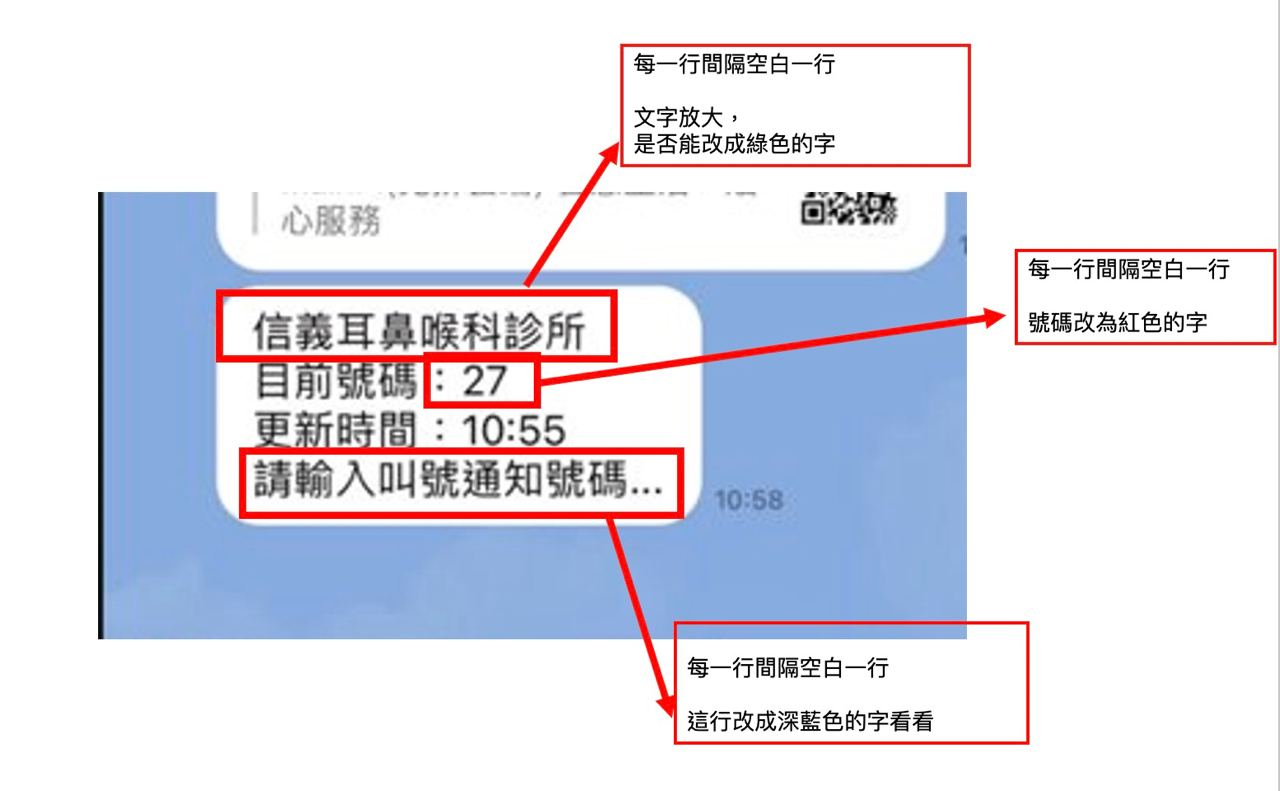 每一行間隔空白一行
文字放大，
是否能改成綠色的字
心服務
每一行間隔空白一行
號碼改為紅色的字
信義耳鼻喉科診所
目前號碼：27
更新時間：10:55
請輸入叫號通知號碼...
10:58
每一行間隔空白一行
這行改成深藍色的字看看